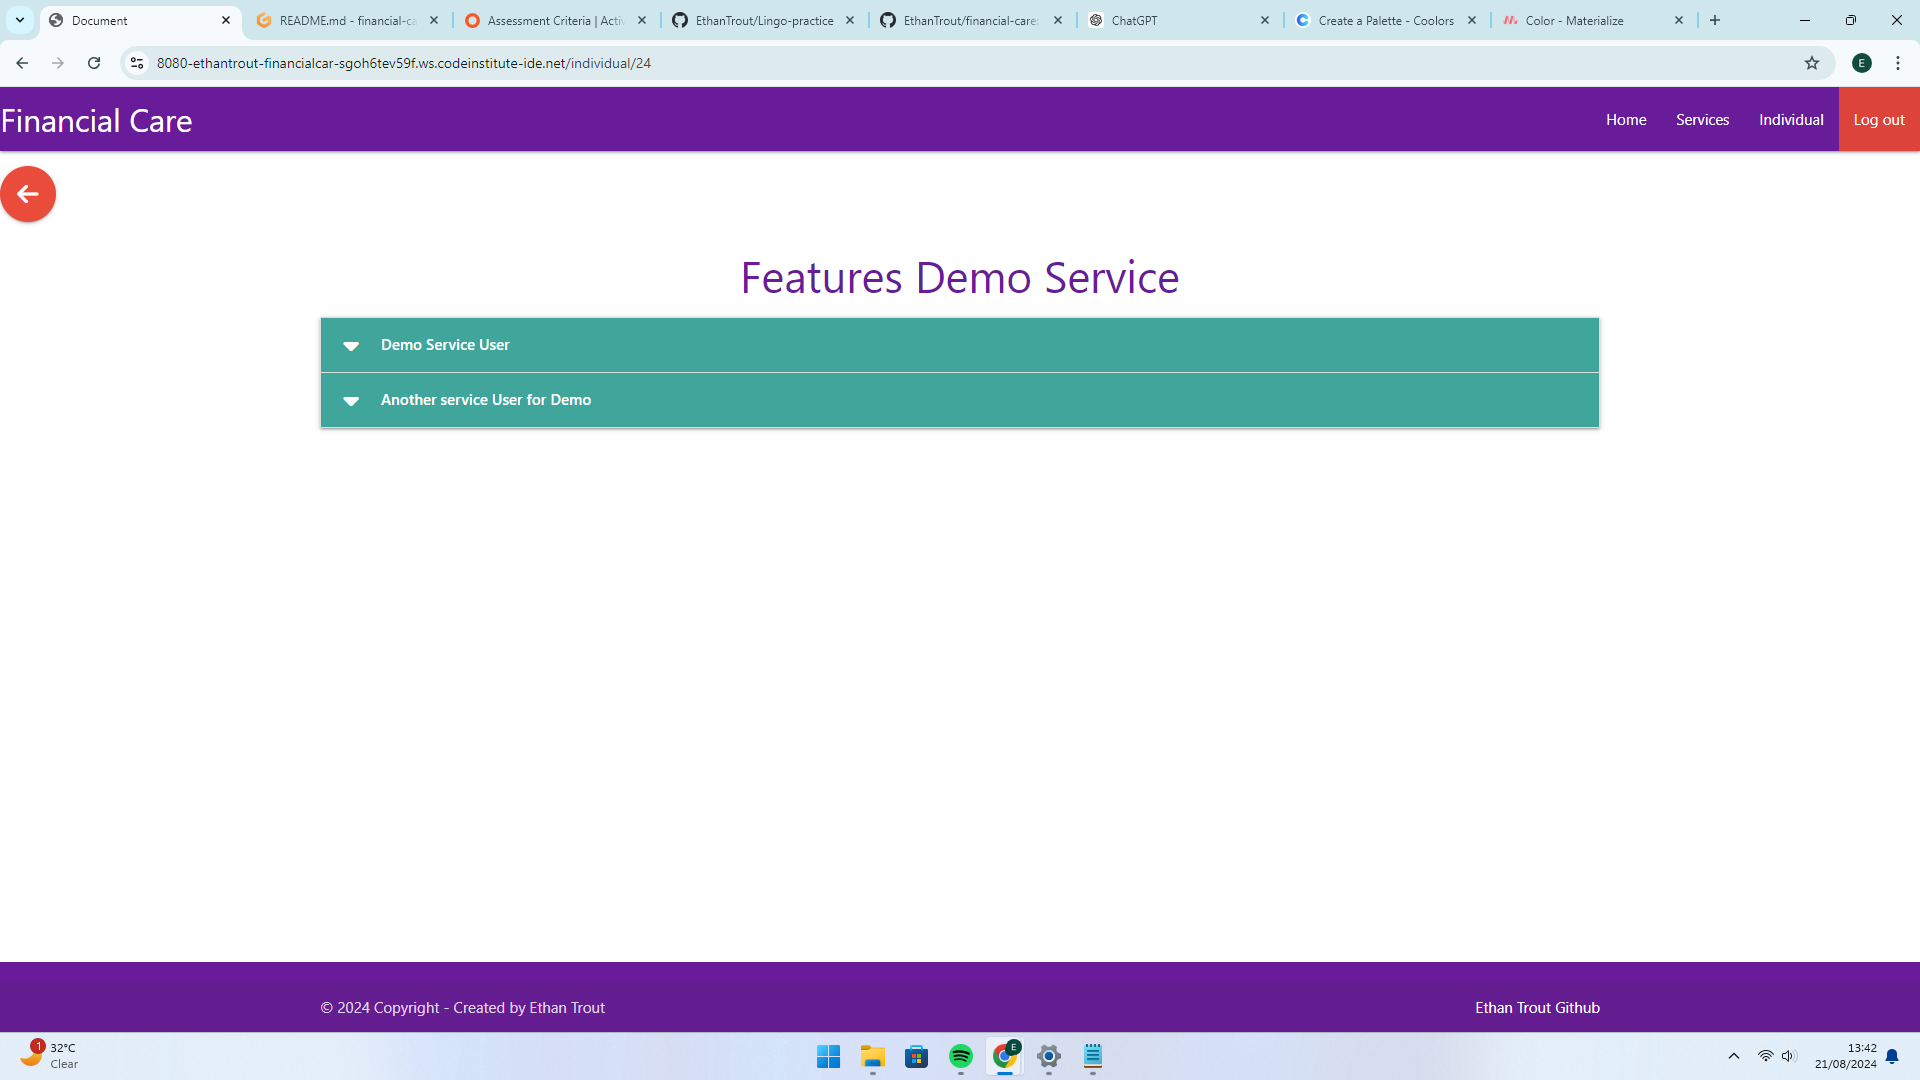 Document
README.md - financial-ca
Assessment Criteria | Activ
EthanTrout/Lingo-practice
EthanTrout/financial-care:
ChatGPT
Create a Palette - Coolors
Color - Materialize
8080-ethantrout-financialcar-sgoh6tev59f.ws.codeinstitute-ide.net/individual/24
E
Financial Care
Home
Services
Individual
Log out
Features Demo Service
Demo Service User
Another service User for Demo
© 2024 Copyright - Created by Ethan Trout
Ethan Trout Github
1
32°C
Clear
E
13:42
21/08/2024